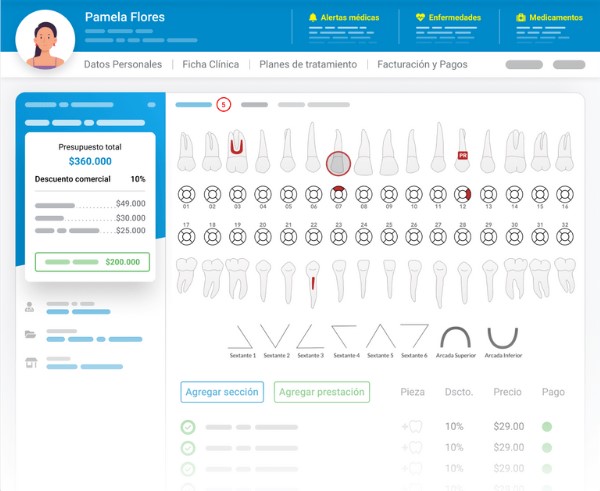 Pamela Flores
Alertas médicas
Enfermedades
Medicamentos
Datos Personales | Ficha Clínica | Planes de tratamiento | Facturación y Pagos
5
Presupuesto total
$360.000
Descuento comercial 10%
$49.000
$30.000
$25.000
$200.000
PR
01 02 03 04 05 06 07 08 09 10 11 12 13 14 15 16
17 18 19 20 21 22 23 24 25 26 27 28 29 30 31 32
Sextante 1 Sextante 2 Sextante 3 Sextante 4 Sextante 5 Sextante 6 Arcada Superior Arcada Inferior
Agregar sección Agregar prestación Pieza Dscto. Precio Pago
10% $29.00
10% $29.00
10% $29.00
10% $29.00